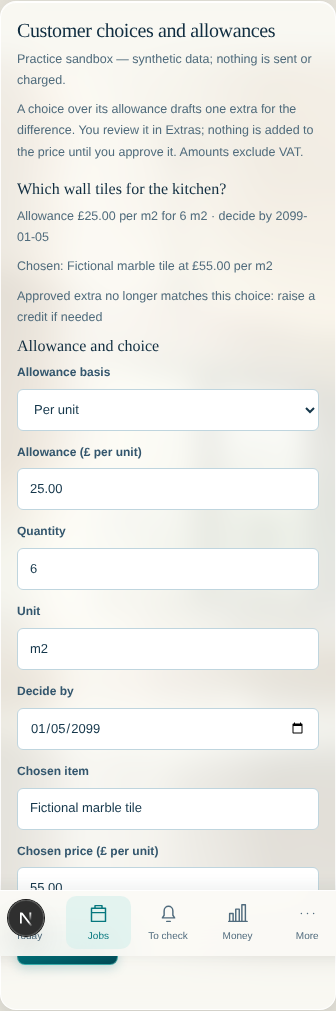 Customer choices and allowances
Practice sandbox — synthetic data; nothing is sent or
charged.
A choice over its allowance drafts one extra for the
difference. You review it in Extras; nothing is added to
the price until you approve it. Amounts exclude VAT.
Which wall tiles for the kitchen?
Allowance £25.00 per m2 for 6 m2 · decide by 2099-
01-05
Chosen: Fictional marble tile at £55.00 per m2
Approved extra no longer matches this choice: raise a
credit if needed
Allowance and choice
Allowance basis
Per unit
Allowance (£ per unit)
25.00
Quantity
6
Unit
m2
Decide by
01/05/2099
Chosen item
Fictional marble tile
Chosen price (£ per unit)
55.00
N
Today
Jobs
To check
Money
More